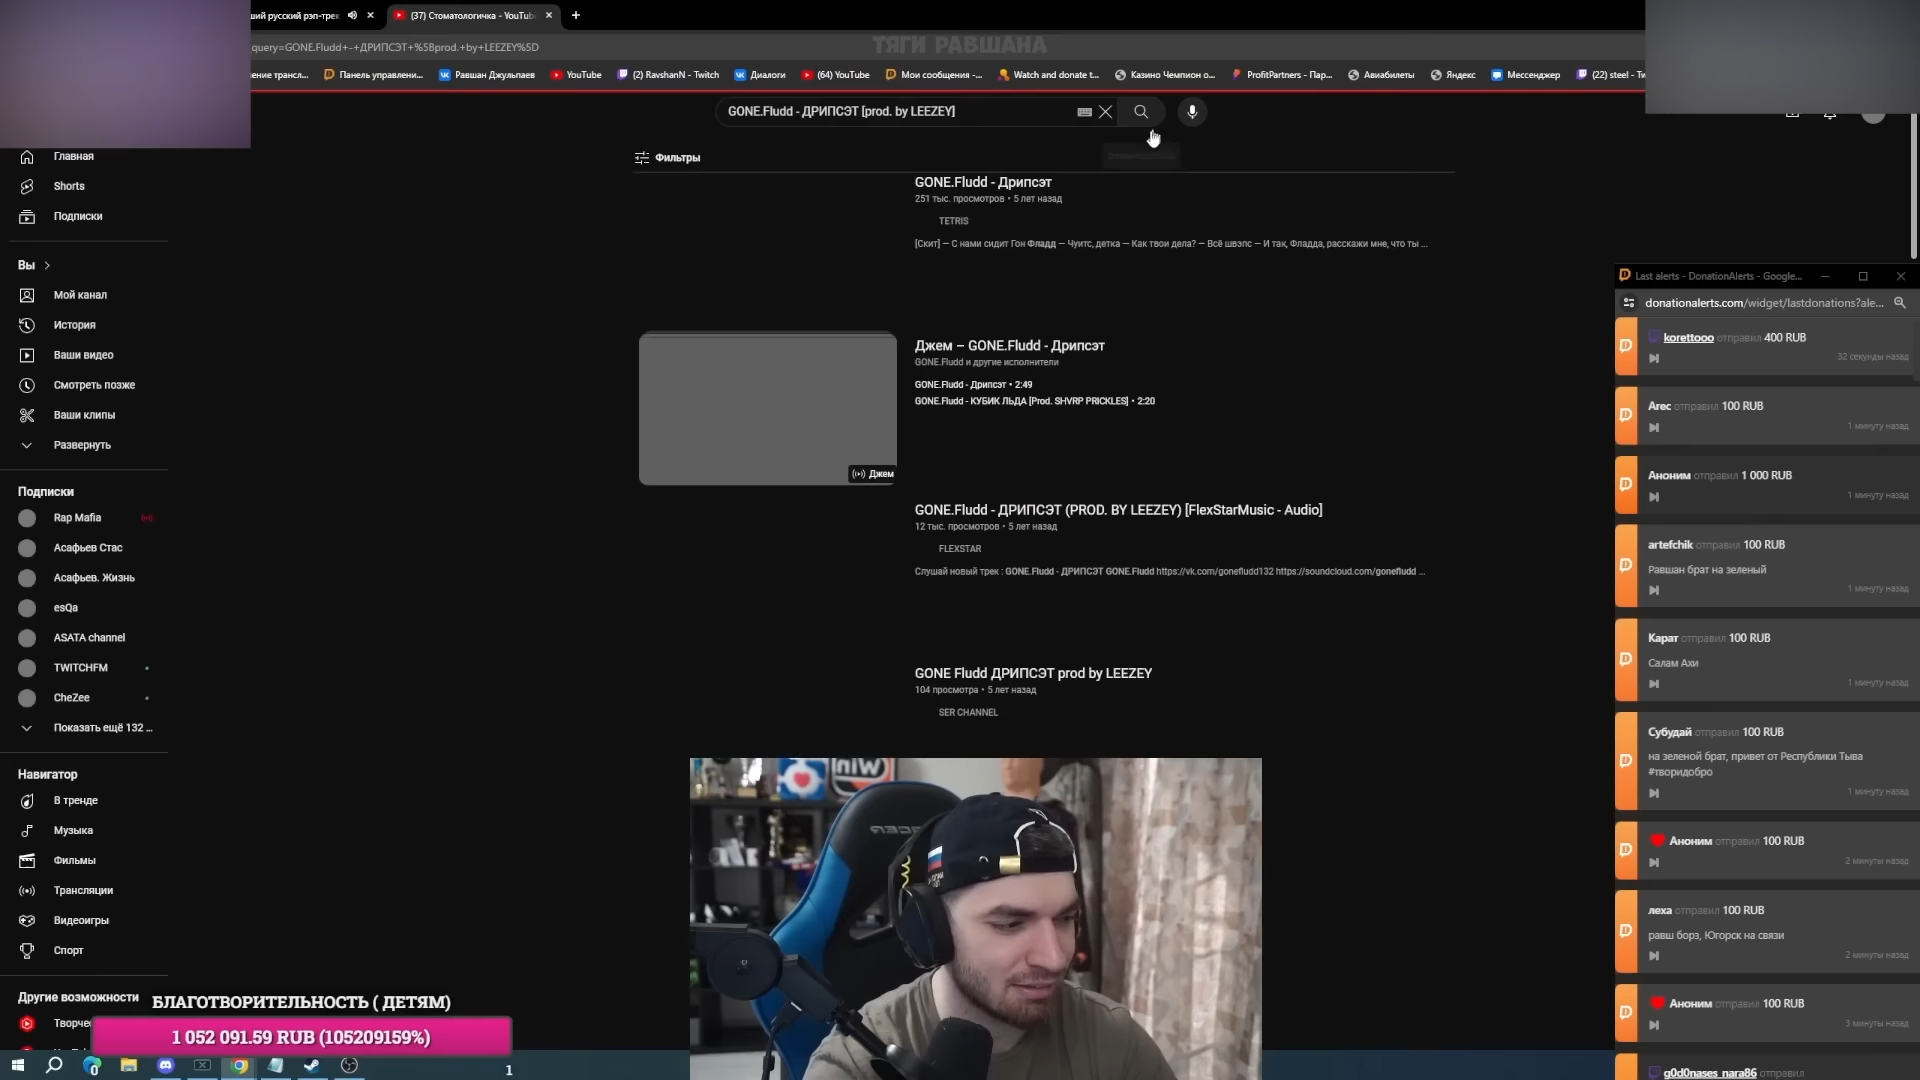 ший русский рэп-трек
(37) Стоматологичка - YouTub
query=GONE.Fludd+-+ДРИПСЭТ+%5Bprod.+by+LEEZEY%5D
ТЯГИ РАВШАНА
ение трансл...
Панель управлени...
Равшан Джульпаев
YouTube
(2) RavshanN - Twitch
Диалоги
(64) YouTube
Мои сообщения -...
Watch and donate t...
Казино Чемпион о...
ProfitPartners - Пар...
Авиабилеты
Яндекс
Мессенджер
(22) steel - Tw
GONE.Fludd - ДРИПСЭТ [prod. by LEEZEY]
Главная
Shorts
Подписки
Вы
Мой канал
История
Ваши видео
Смотреть позже
Ваши клипы
Развернуть
Подписки
Rap Mafia
Асафьев Стас
Асафьев. Жизнь
esQa
ASATA channel
TWITCHFM
CheZee
Показать ещё 132 ...
Навигатор
В тренде
Музыка
Фильмы
Трансляции
Видеоигры
Спорт
Другие возможности
Творче
Фильтры
GONE.Fludd - Дрипсэт
251 тыс. просмотров • 5 лет назад
TETRIS
[Скит] — С нами сидит Гон Фладд — Чуитс, детка — Как твои дела? — Всё швэпс — И так, Фладда, расскажи мне, что ты ...
Джем
Джем – GONE.Fludd - Дрипсэт
GONE.Fludd и другие исполнители
GONE.Fludd - Дрипсэт • 2:49
GONE.Fludd - КУБИК ЛЬДА [Prod. SHVRP PRICKLES] • 2:20
GONE.Fludd - ДРИПСЭТ (PROD. BY LEEZEY) [FlexStarMusic - Audio]
12 тыс. просмотров • 5 лет назад
FLEXSTAR
Слушай новый трек : GONE.Fludd - ДРИПСЭТ GONE.Fludd https://vk.com/gonefludd132 https://soundcloud.com/gonefludd ...
GONE Fludd ДРИПСЭТ prod by LEEZEY
104 просмотра • 5 лет назад
SER CHANNEL
Last alerts - DonationAlerts - Google...
donationalerts.com/widget/lastdonations?ale...
korettooo отправил 400 RUB
32 секунды назад
Arec отправил 100 RUB
1 минуту назад
Аноним отправил 1 000 RUB
1 минуту назад
artefchik отправил 100 RUB
Равшан брат на зеленый
1 минуту назад
Карат отправил 100 RUB
Салам Ахи
1 минуту назад
Субудай отправил 100 RUB
на зеленой брат, привет от Республики Тыва
#творидобро
1 минуту назад
Аноним отправил 100 RUB
2 минуты назад
леха отправил 100 RUB
равш борз, Югорск на связи
2 минуты назад
Аноним отправил 100 RUB
3 минуты назад
g0d0nases_nara86 отправил
Win
БЛАГОТВОРИТЕЛЬНОСТЬ ( ДЕТЯМ)
1 052 091.59 RUB (105209159%)
1